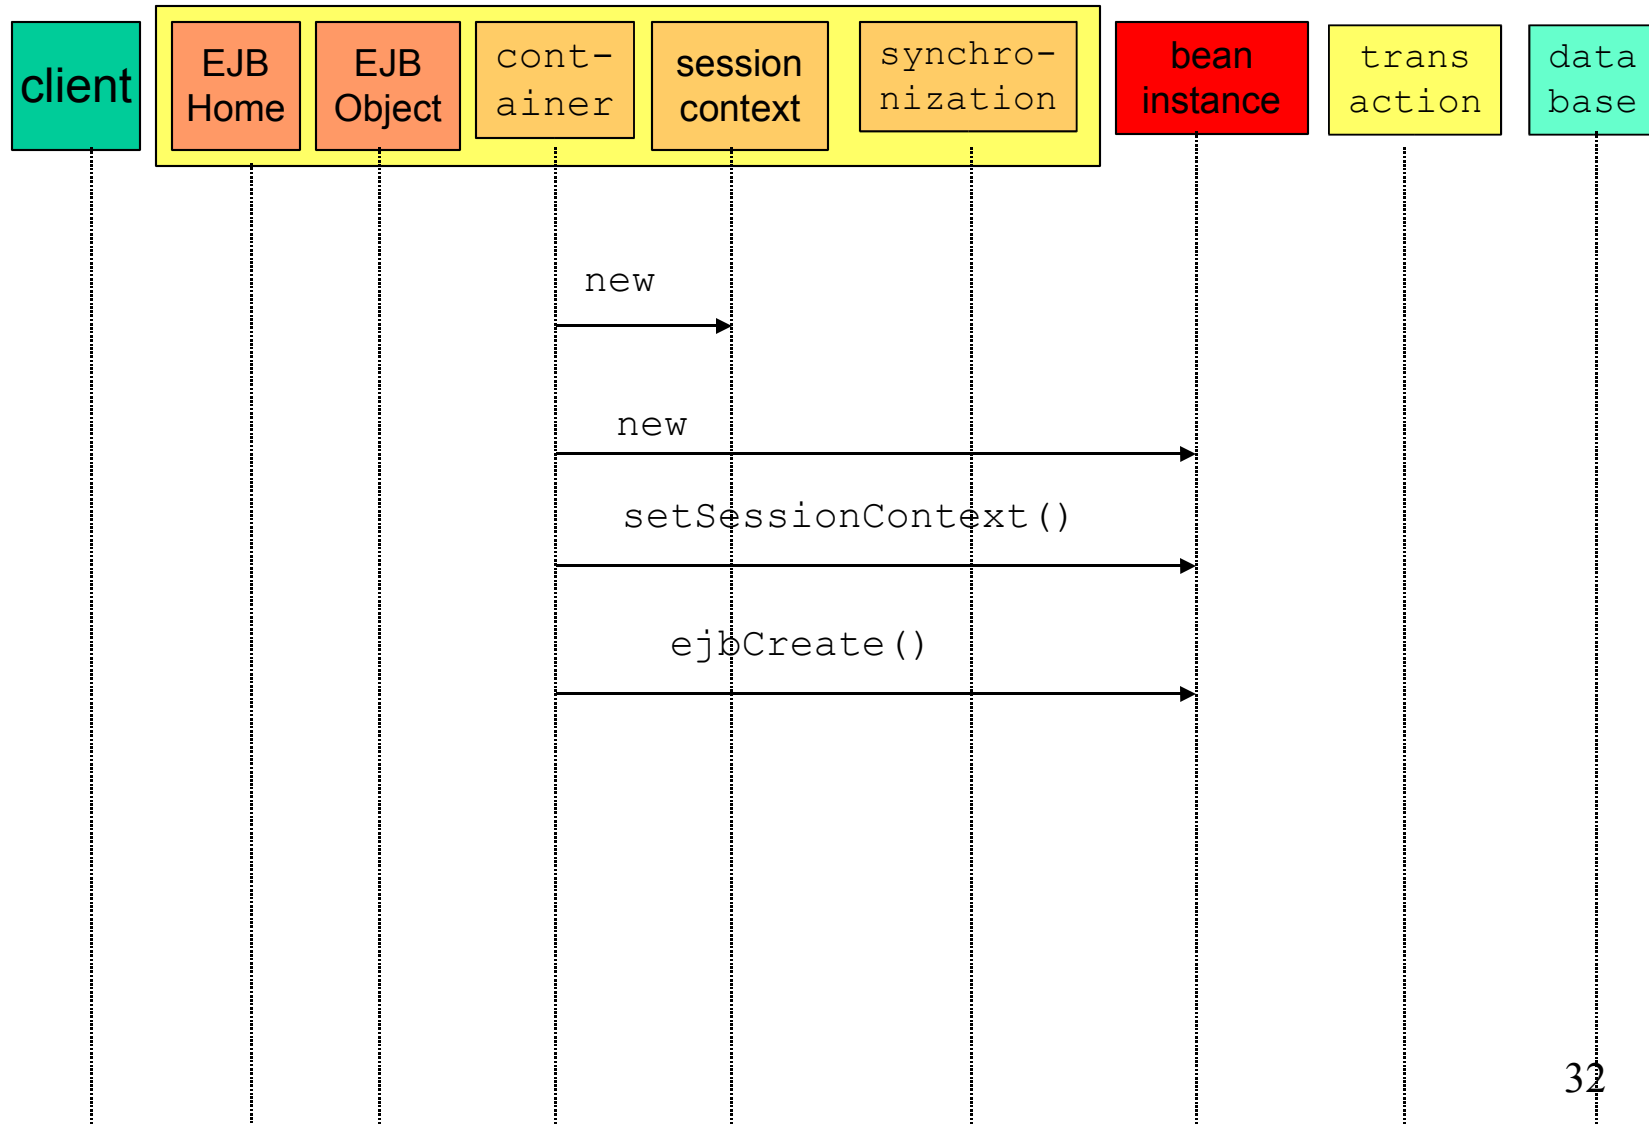 client
EJB
Home
EJB
Object
cont-
ainer
session
context
synchro-
nization
bean
instance
trans
action
data
base
new
new
setSessionContext()
ejbCreate()
32